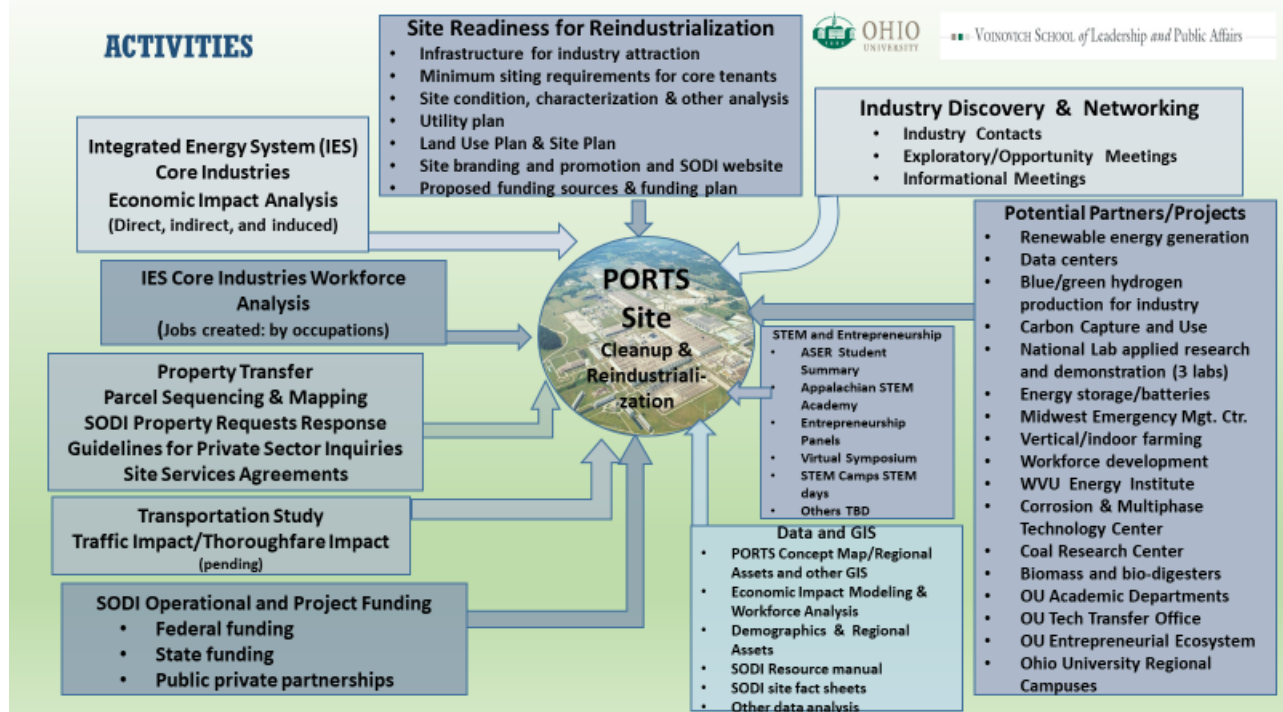 ACTIVITIES
Site Readiness for Reindustrialization
• Infrastructure for industry attraction
• Minimum siting requirements for core tenants
• Site condition, characterization & other analysis
• Utility plan
• Land Use Plan & Site Plan
• Site branding and promotion and SODI website
• Proposed funding sources & funding plan
OHIO
UNIVERSITY
VOINOVICH SCHOOL of Leadership and Public Affairs
Integrated Energy System (IES)
Core Industries
Economic Impact Analysis
(Direct, indirect, and induced)
Industry Discovery & Networking
• Industry Contacts
• Exploratory/Opportunity Meetings
• Informational Meetings
IES Core Industries Workforce
Analysis
(Jobs created: by occupations)
Property Transfer
Parcel Sequencing & Mapping
SODI Property Requests Response
Guidelines for Private Sector Inquiries
Site Services Agreements
Transportation Study
Traffic Impact/Thoroughfare Impact
(pending)
SODI Operational and Project Funding
• Federal funding
• State funding
• Public private partnerships
PORTS
Site
Cleanup &
Reindustriali-
zation
STEM and Entrepreneurship
• ASER Student
Summary
• Appalachian STEM
Academy
• Entrepreneurship
Panels
• Virtual Symposium
• STEM Camps STEM
days
• Others TBD
Data and GIS
• PORTS Concept Map/Regional
Assets and other GIS
• Economic Impact Modeling &
Workforce Analysis
• Demographics & Regional
Assets
• SODI Resource manual
• SODI site fact sheets
• Other data analysis
Potential Partners/Projects
• Renewable energy generation
• Data centers
• Blue/green hydrogen
production for industry
• Carbon Capture and Use
• National Lab applied research
and demonstration (3 labs)
• Energy storage/batteries
• Midwest Emergency Mgt. Ctr.
• Vertical/indoor farming
• Workforce development
• WVU Energy Institute
• Corrosion & Multiphase
Technology Center
• Coal Research Center
• Biomass and bio-digesters
• OU Academic Departments
• OU Tech Transfer Office
• OU Entrepreneurial Ecosystem
• Ohio University Regional
Campuses